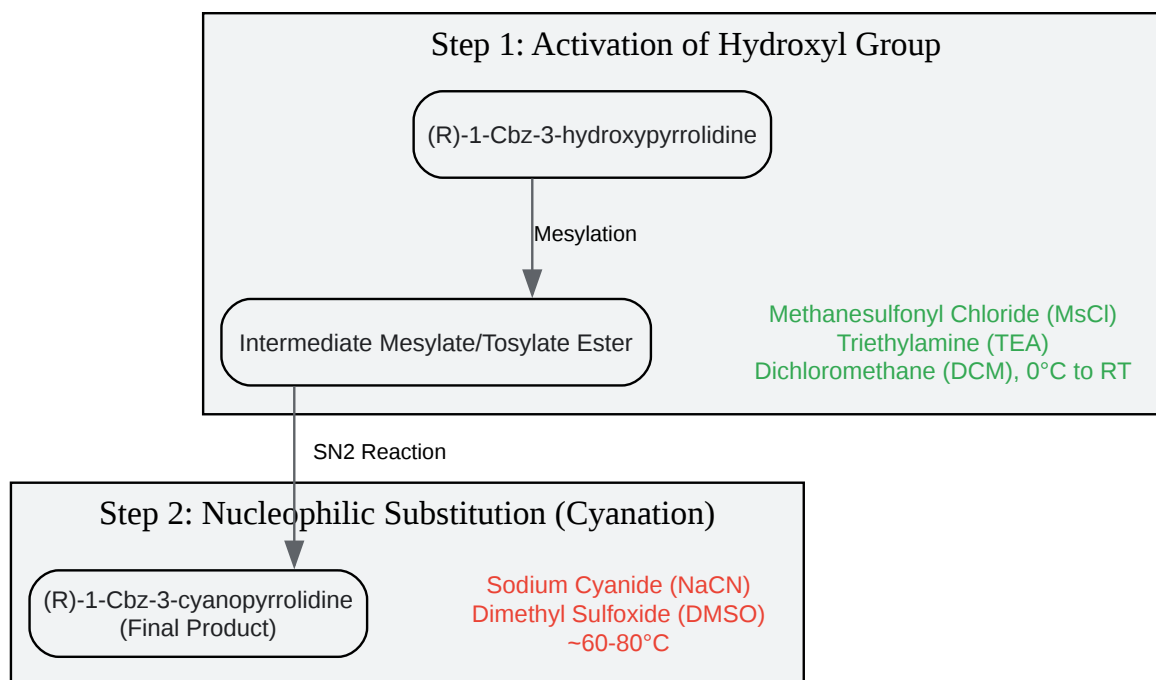 Step 1: Activation of Hydroxyl Group
(R)-1-Cbz-3-hydroxypyrrolidine
Mesylation
Intermediate Mesylate/Tosylate Ester
Methanesulfonyl Chloride (MsCl)
Triethylamine (TEA)
Dichloromethane (DCM), 0°C to RT
SN2 Reaction
Step 2: Nucleophilic Substitution (Cyanation)
(R)-1-Cbz-3-cyanopyrrolidine
(Final Product)
Sodium Cyanide (NaCN)
Dimethyl Sulfoxide (DMSO)
~60-80°C